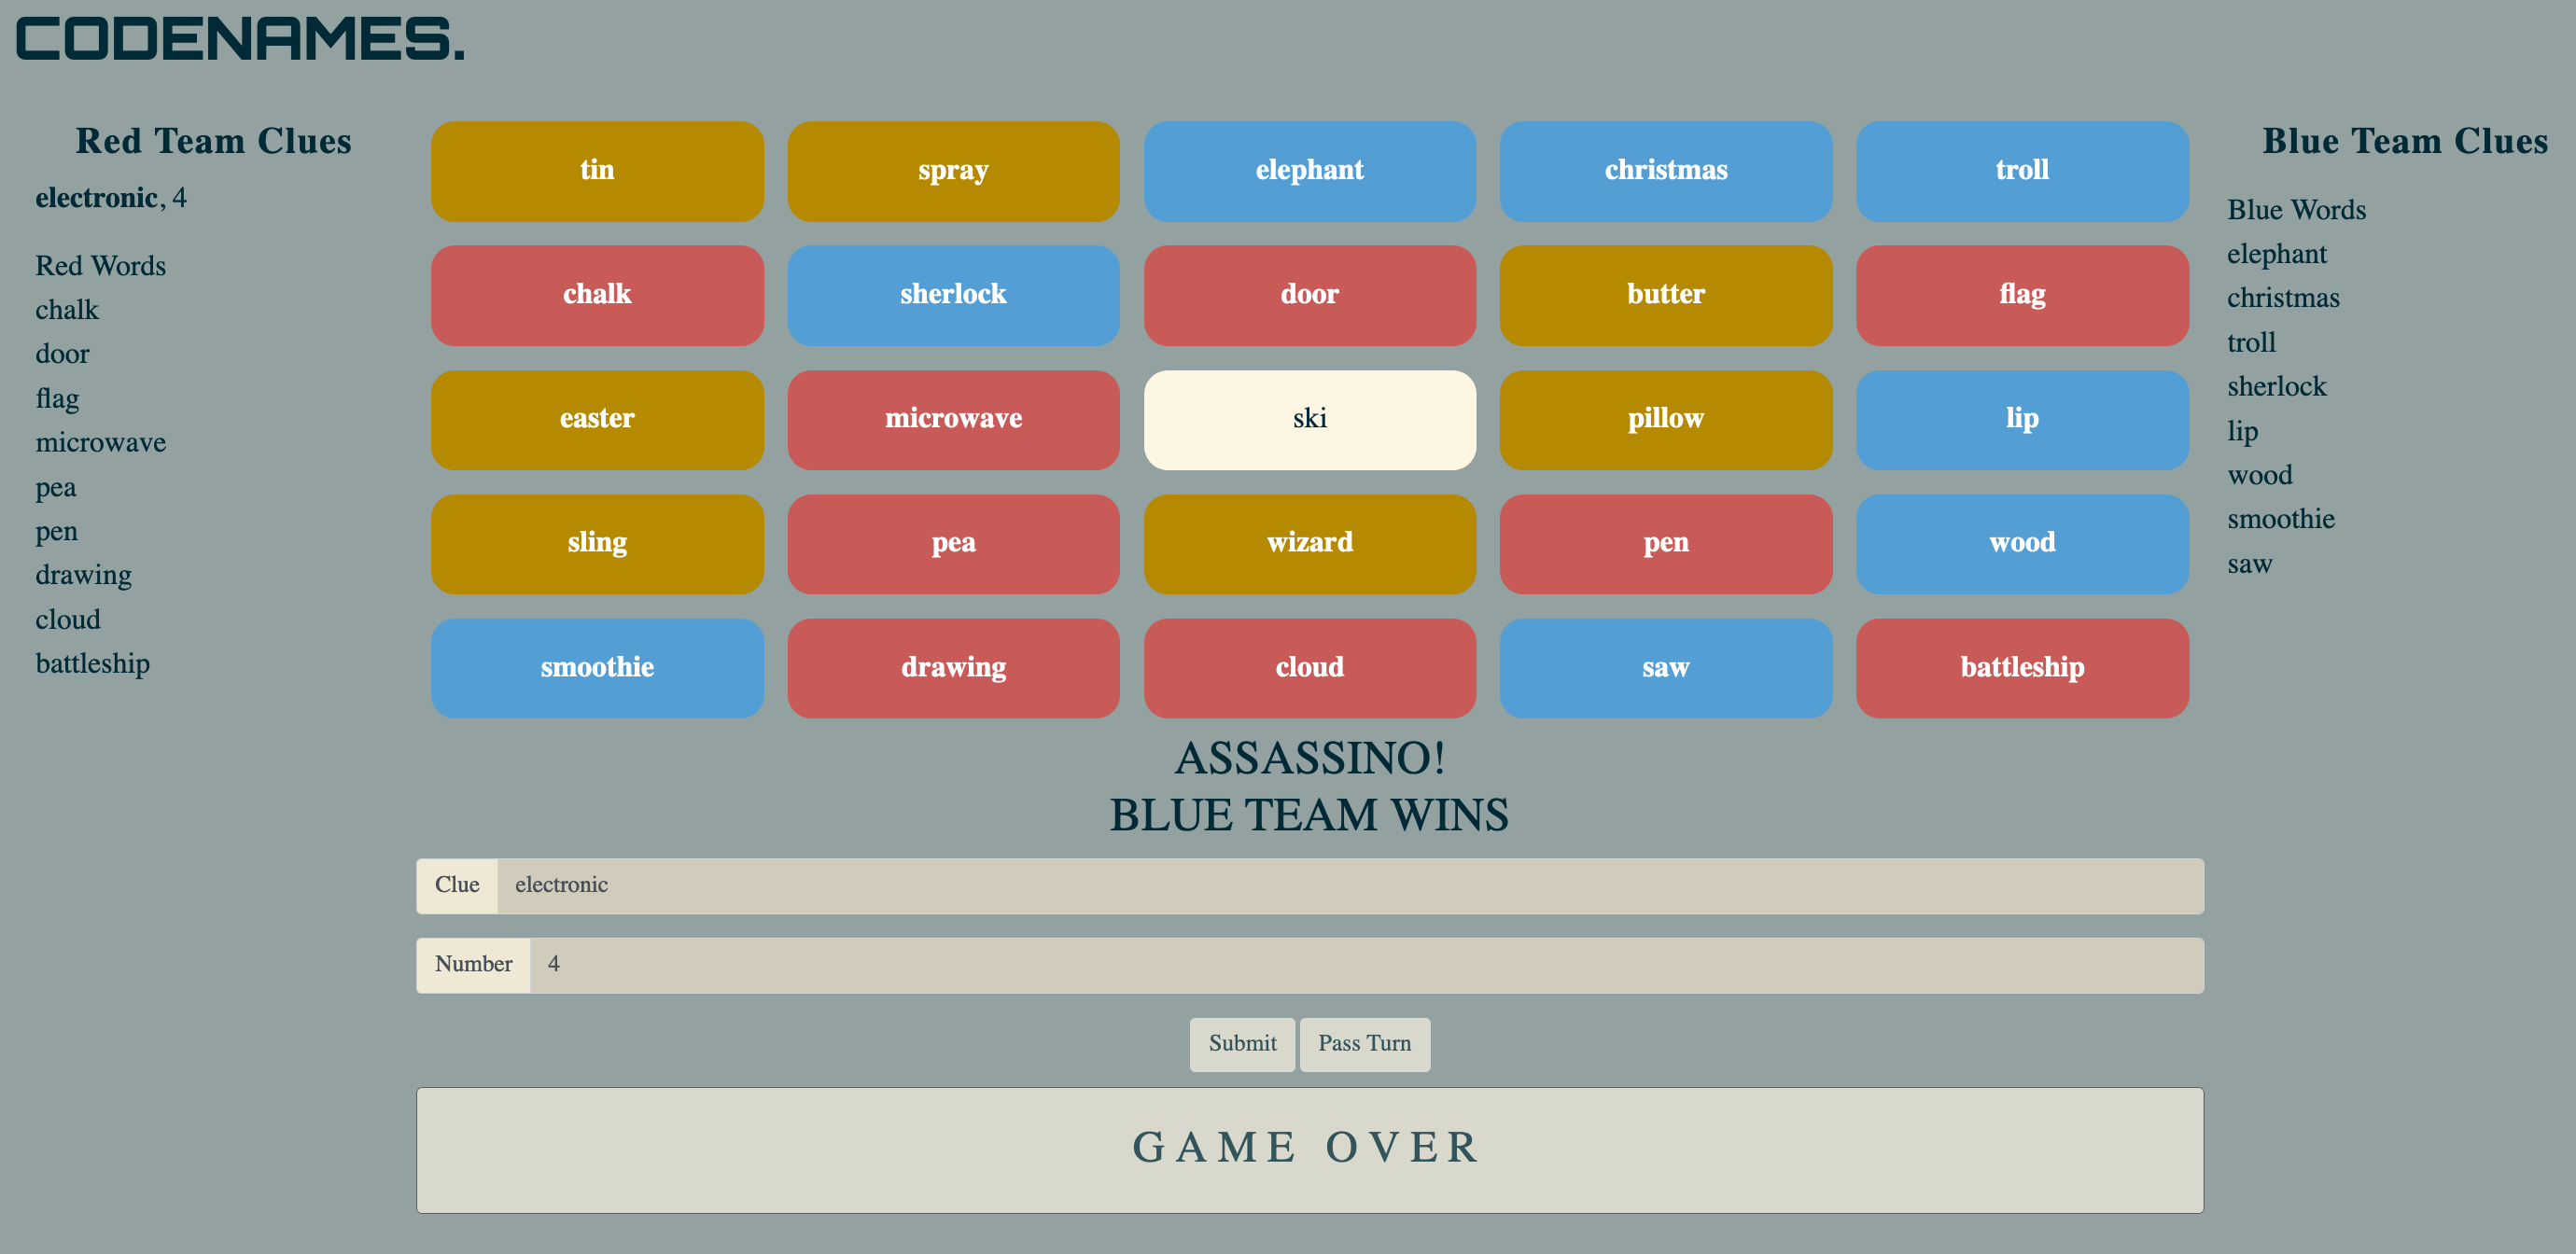 CODENAMES.
Red Team Clues
electronic, 4
Red Words
chalk
door
flag
microwave
pea
pen
drawing
cloud
battleship
tin spray elephant christmas troll
chalk sherlock door butter flag
easter microwave ski pillow lip
sling pea wizard pen wood
smoothie drawing cloud saw battleship
ASSASSINO!
BLUE TEAM WINS
Clue electronic
Number 4
Submit Pass Turn
GAME OVER
Blue Team Clues
Blue Words
elephant
christmas
troll
sherlock
lip
wood
smoothie
saw